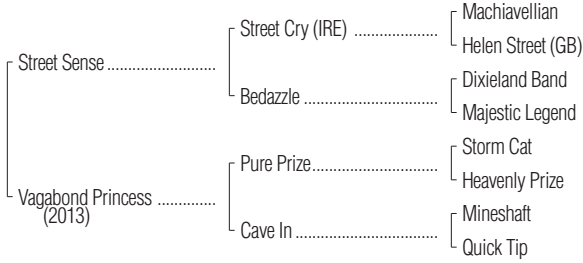 Machiavellian
Street Cry (IRE) ....................
Helen Street (GB)
Street Sense ..........................
Dixieland Band
Bedazzle ................................
Majestic Legend
Storm Cat
Pure Prize ..............................
Heavenly Prize
Vagabond Princess ..............
(2013)
Mineshaft
Cave In ..................................
Quick Tip